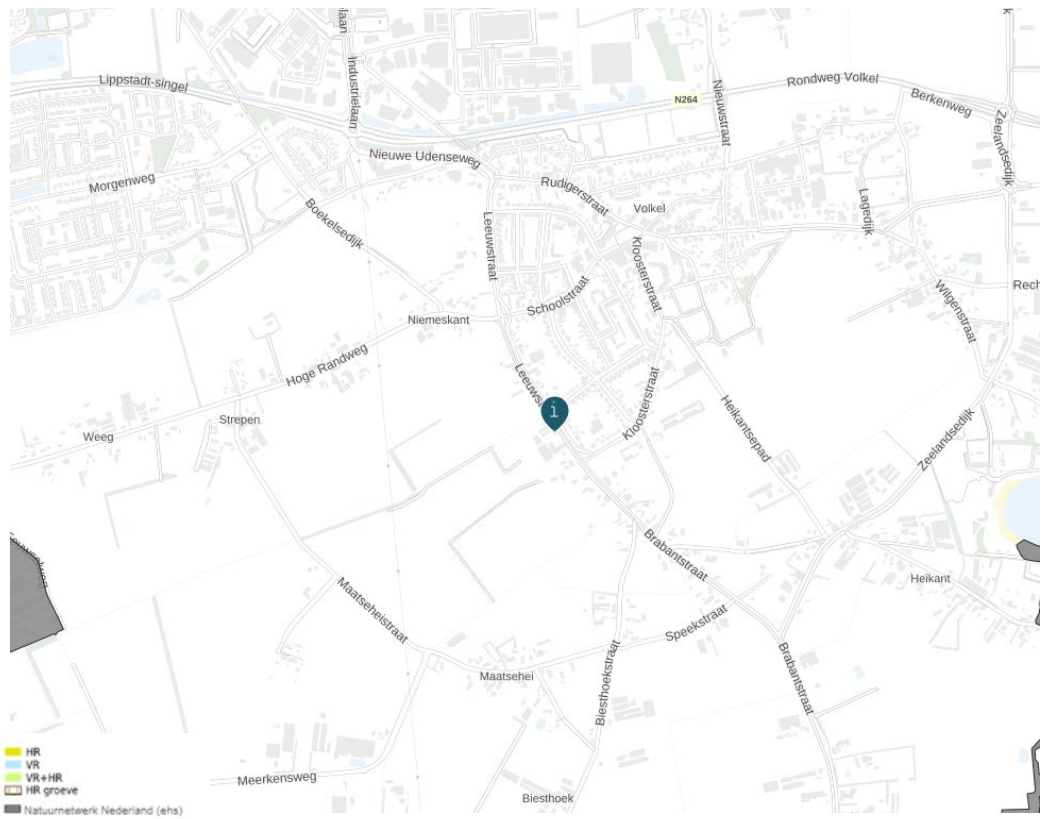 Lippstadt-singel
Industrielaan
laan
Nieuwstraat
Rondweg Volkel
N264
Berkenweg
Zeelandsedijk
Nieuwe Udenseweg
Morgenweg
Rudigerstraat
Volkel
Lagedijk
Boekelsedijk
Leeuwstraat
Kloosterstraat
Schoolstraat
Niemeskant
Wilgenstraat
Rech
Hoge Randweg
Leeuws
Kloosterstraat
Heikantsepad
Zeelandsedijk
Strepen
Weeg
Brabantstraat
Heikant
Maatseheistraat
Speekstraat
Maatsehei
Biesthoekstraat
Brabantstraat
Meerkensweg
Biesthoek
HR
VR
VR+HR
HR groeve
Natuurnetwerk Nederland (ehs)